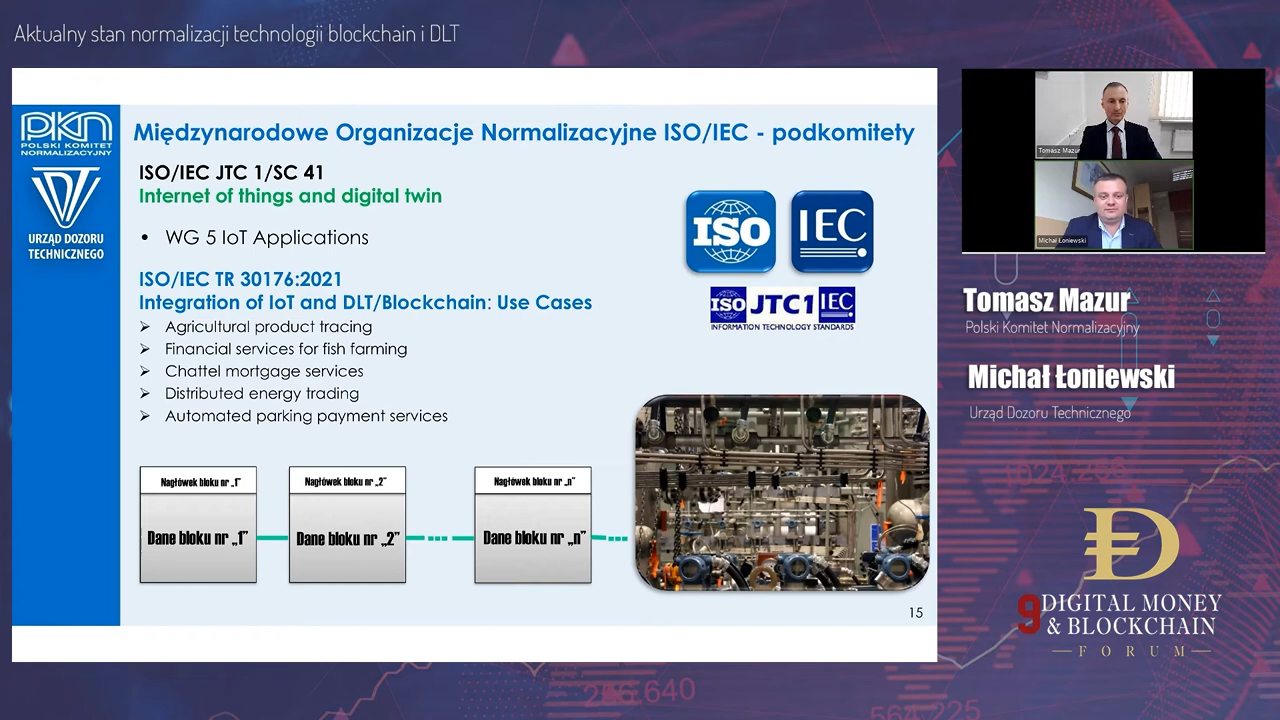 Aktualny stan normalizacji technologii blockchain i DLT
PKN
POLSKI KOMITET
NORMALIZACYJNY
URZĄD DOZORU
TECHNICZNEGO
Międzynarodowe Organizacje Normalizacyjne ISO/IEC - podkomitety
ISO/IEC JTC 1/SC 41
Internet of things and digital twin
• WG 5 IoT Applications
ISO/IEC TR 30176:2021
Integration of IoT and DLT/Blockchain: Use Cases
➢ Agricultural product tracing
➢ Financial services for fish farming
➢ Chattel mortgage services
➢ Distributed energy trading
➢ Automated parking payment services
ISO
IEC
ISO JTC1 IEC
INFORMATION TECHNOLOGY STANDARDS
Nagłówek bloku nr „1”
Dane bloku nr „1”
Nagłówek bloku nr „2”
Dane bloku nr „2”
Nagłówek bloku nr „n”
Dane bloku nr „n”
15
Tomasz Mazur
Michał Łoniewski
Tomasz Mazur
Polski Komitet Normalizacyjny
Michał Łoniewski
Urząd Dozoru Technicznego
1024.256
9 DIGITAL MONEY
& BLOCKCHAIN
FORUM
256.640
564.225